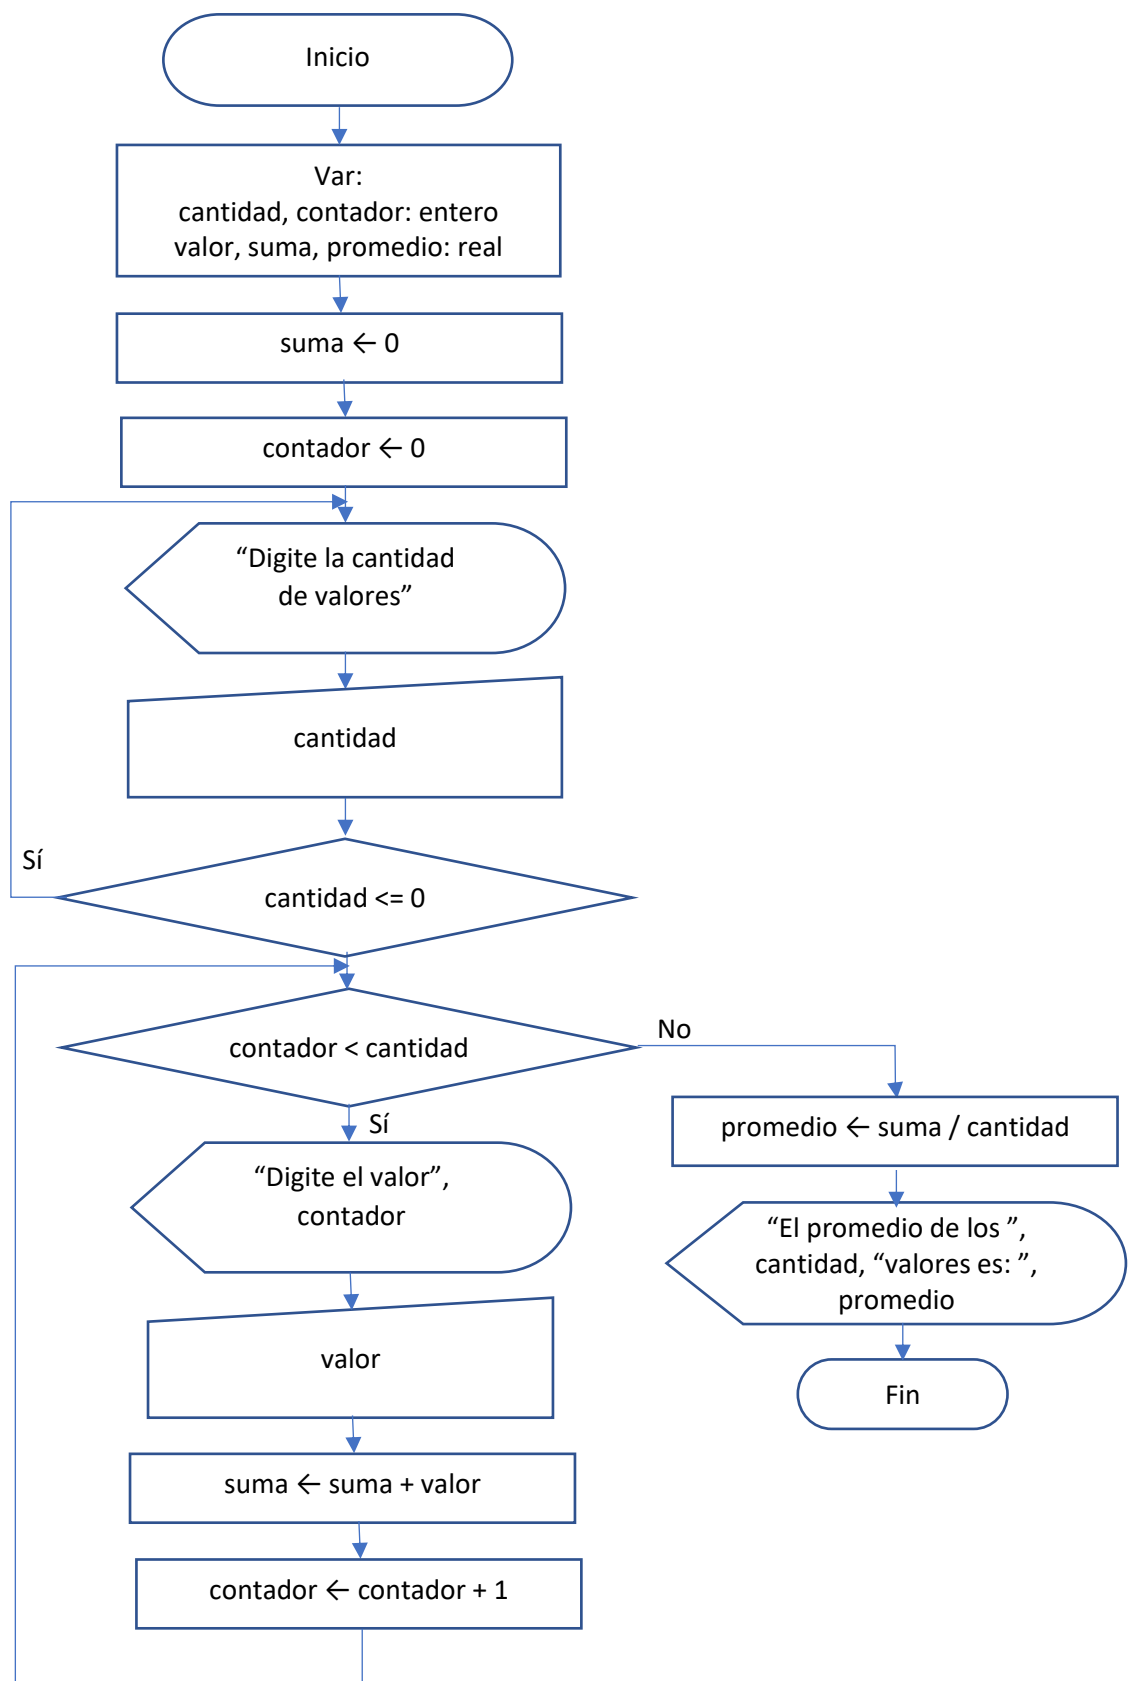 Inicio
Var:
cantidad, contador: entero
valor, suma, promedio: real
suma ← 0
contador ← 0
“Digite la cantidad
de valores”
cantidad
Sí
cantidad <= 0
contador < cantidad
No
Sí
“Digite el valor”,
contador
valor
suma ← suma + valor
contador ← contador + 1
promedio ← suma / cantidad
“El promedio de los ”,
cantidad, “valores es: ”,
promedio
Fin